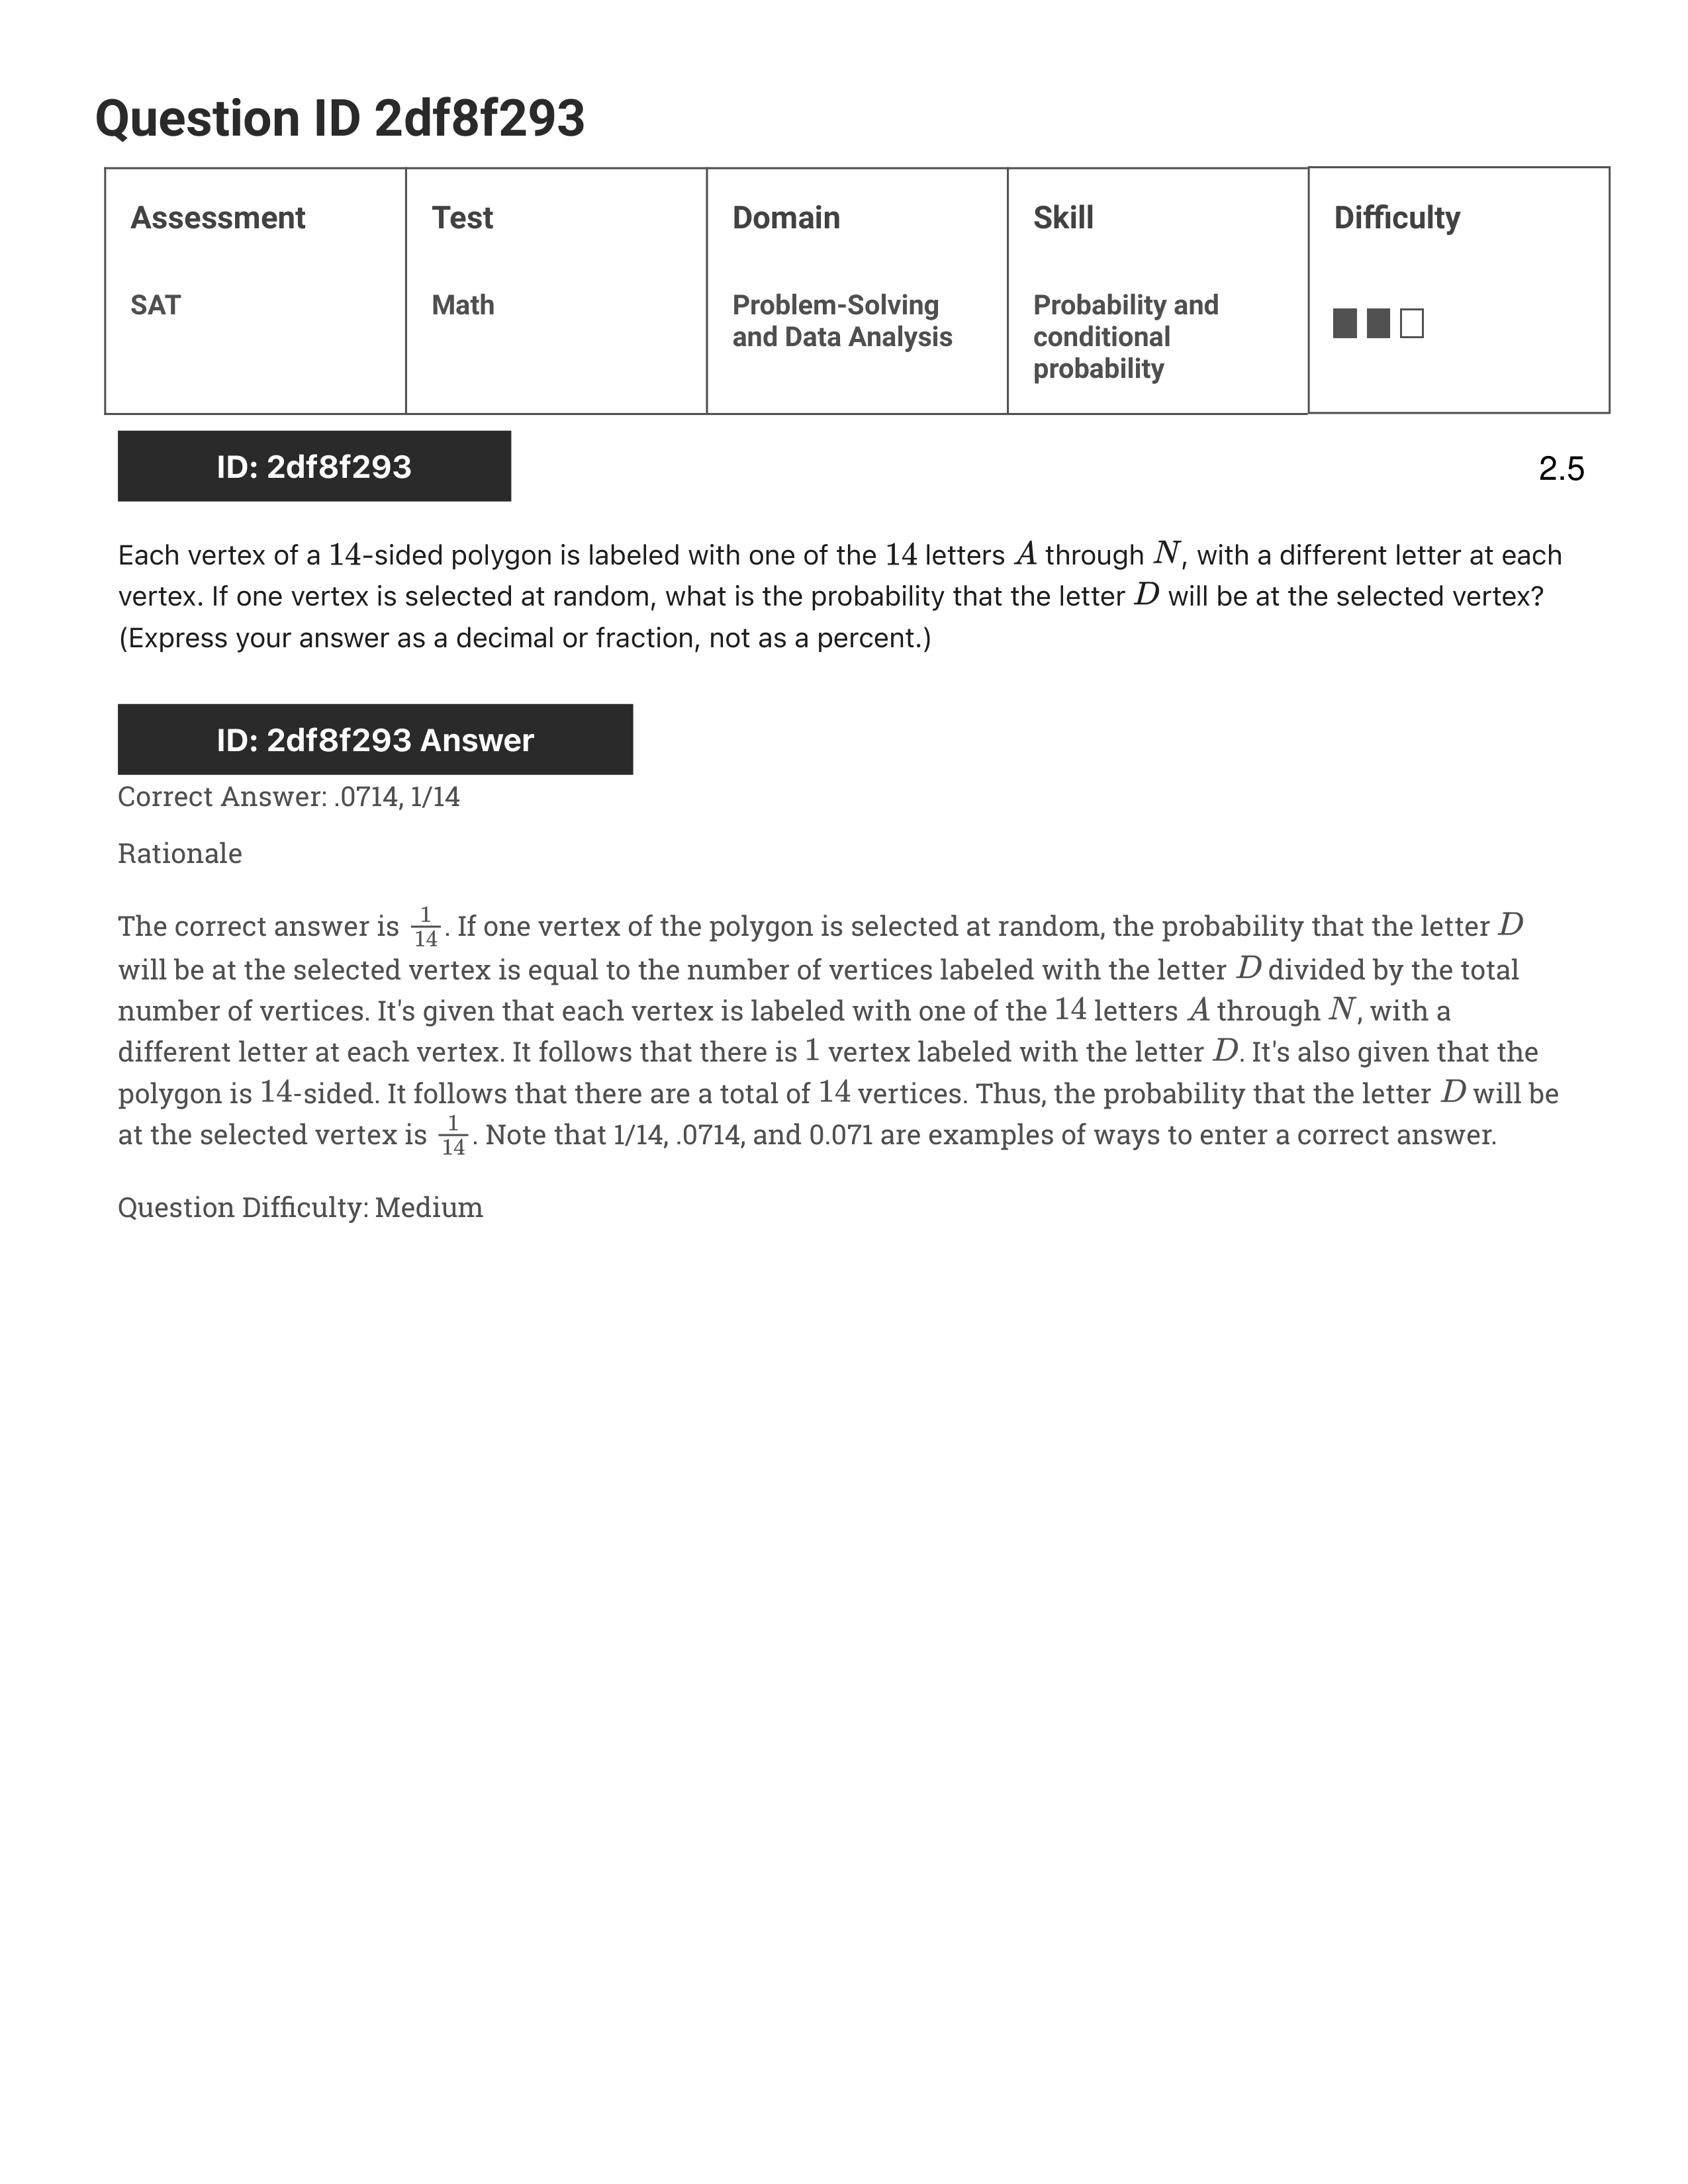 Question ID 2df8f293
Assessment
Test
Domain
Skill
Difficulty
SAT
Math
Problem-Solving
and Data Analysis
Probability and
conditional
probability
ID: 2df8f293
2.5
Each vertex of a 14-sided polygon is labeled with one of the 14 letters A through N, with a different letter at each
vertex. If one vertex is selected at random, what is the probability that the letter D will be at the selected vertex?
(Express your answer as a decimal or fraction, not as a percent.)
ID: 2df8f293 Answer
Correct Answer: .0714, 1/14
Rationale
The correct answer is 1/14. If one vertex of the polygon is selected at random, the probability that the letter D
will be at the selected vertex is equal to the number of vertices labeled with the letter D divided by the total
number of vertices. It's given that each vertex is labeled with one of the 14 letters A through N, with a
different letter at each vertex. It follows that there is 1 vertex labeled with the letter D. It's also given that the
polygon is 14-sided. It follows that there are a total of 14 vertices. Thus, the probability that the letter D will be
at the selected vertex is 1/14. Note that 1/14, .0714, and 0.071 are examples of ways to enter a correct answer.
Question Difficulty: Medium